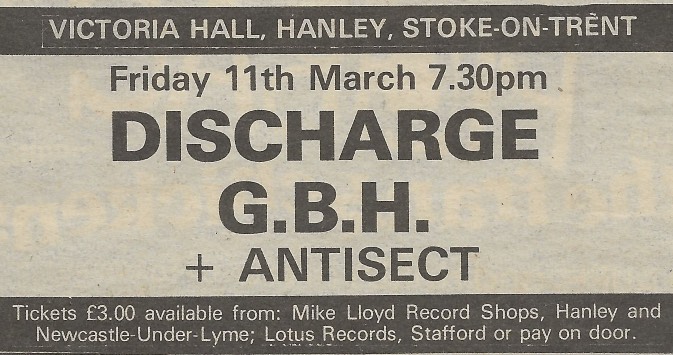 VICTORIA HALL, HANLEY, STOKE-ON-TRENT
Friday 11th March 7.30pm
DISCHARGE
G.B.H.
+ ANTISECT
Tickets £3.00 available from: Mike Lloyd Record Shops, Hanley and
Newcastle-Under-Lyme; Lotus Records, Stafford or pay on door.